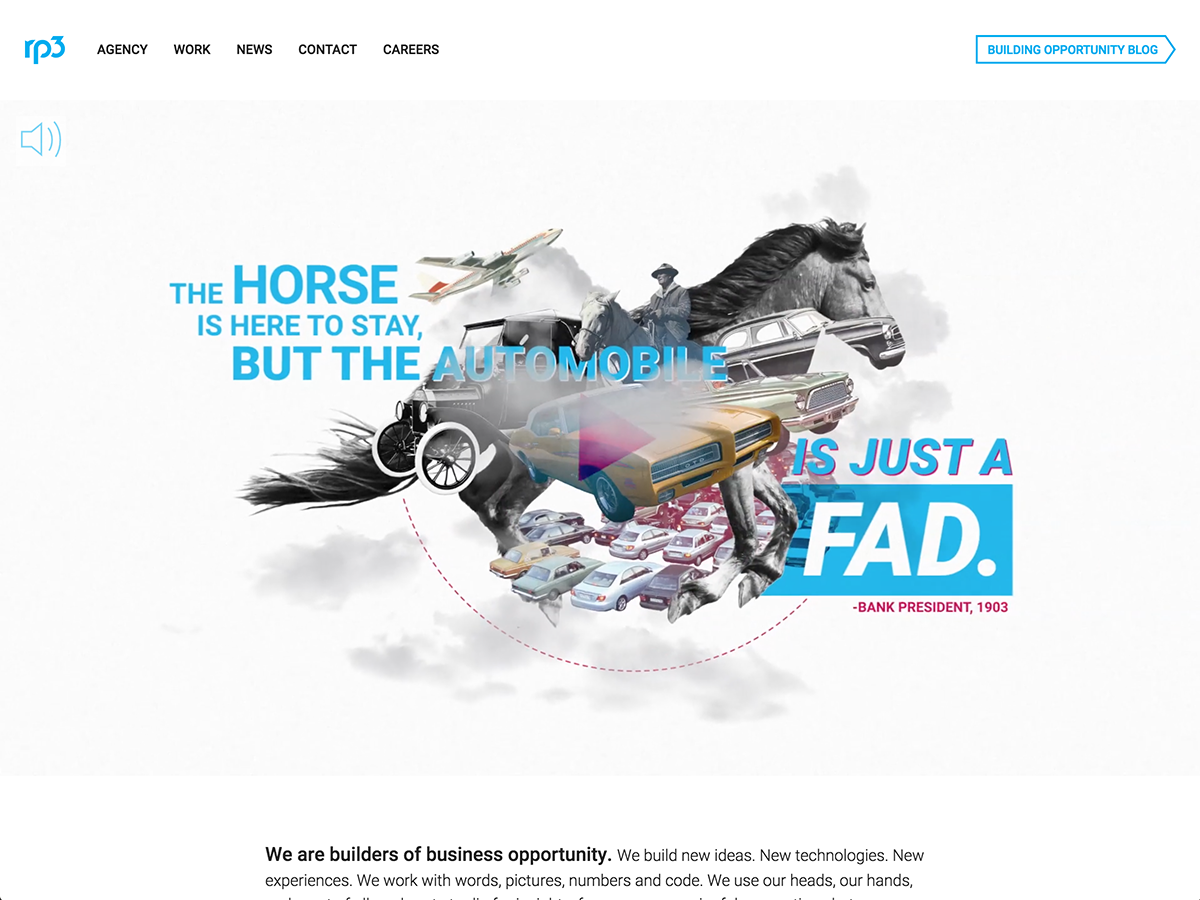 rp3
AGENCY WORK NEWS CONTACT CAREERS
BUILDING OPPORTUNITY BLOG
THE HORSE
IS HERE TO STAY,
BUT THE AUTOMOBILE
IS JUST A
FAD.
-BANK PRESIDENT, 1903
We are builders of business opportunity. We build new ideas. New technologies. New
experiences. We work with words, pictures, numbers and code. We use our heads, our hands,